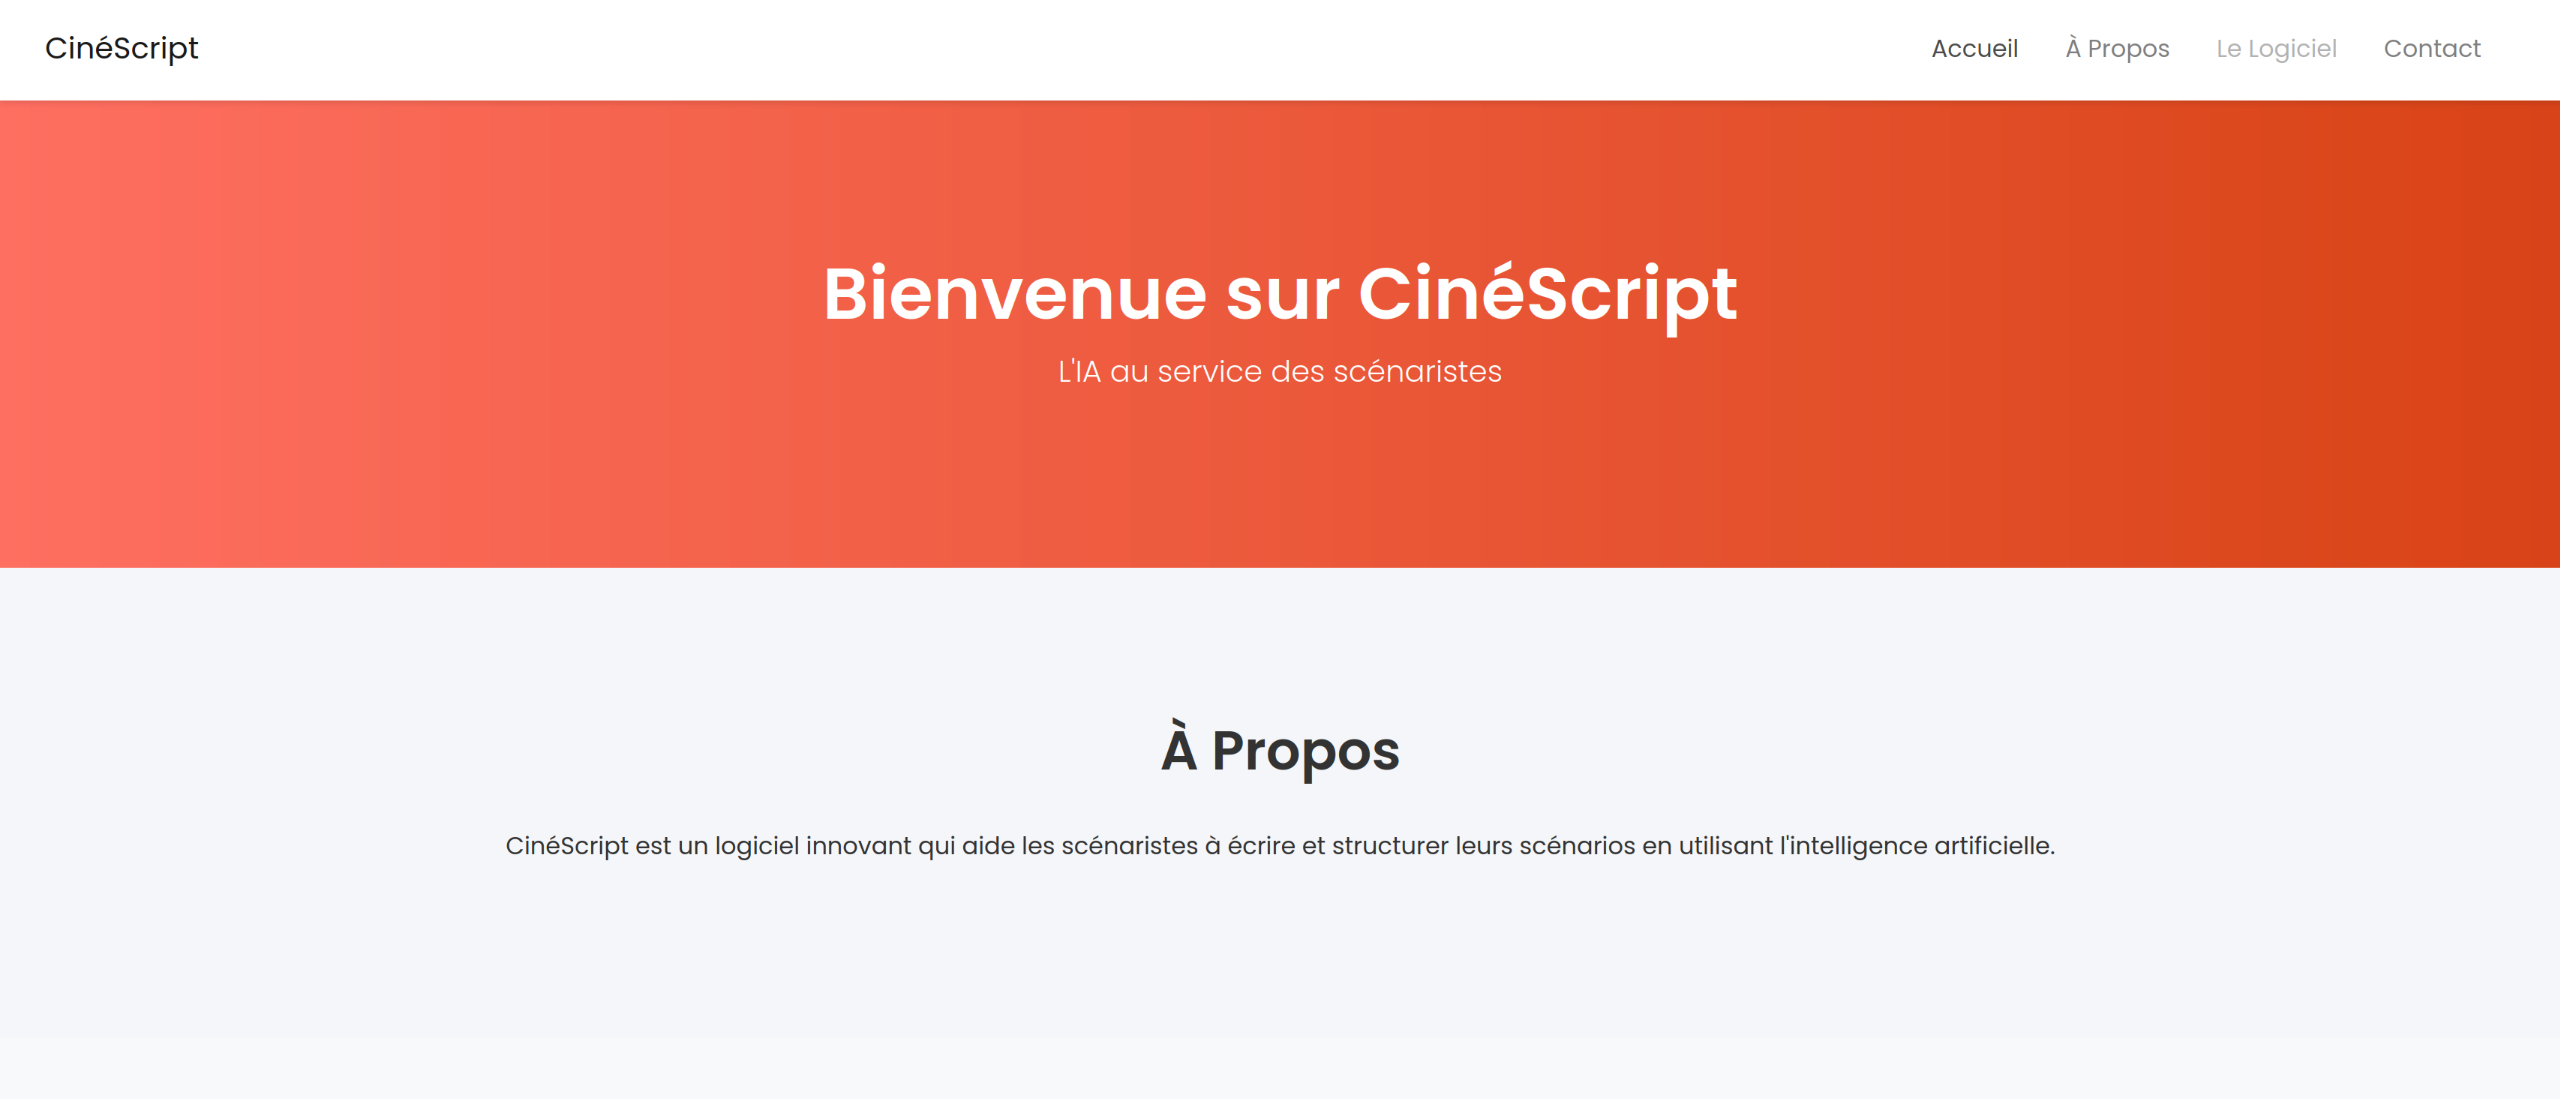 CinéScript
Accueil
À Propos
Le Logiciel
Contact
Bienvenue sur CinéScript
L'IA au service des scénaristes
À Propos
CinéScript est un logiciel innovant qui aide les scénaristes à écrire et structurer leurs scénarios en utilisant l'intelligence artificielle.